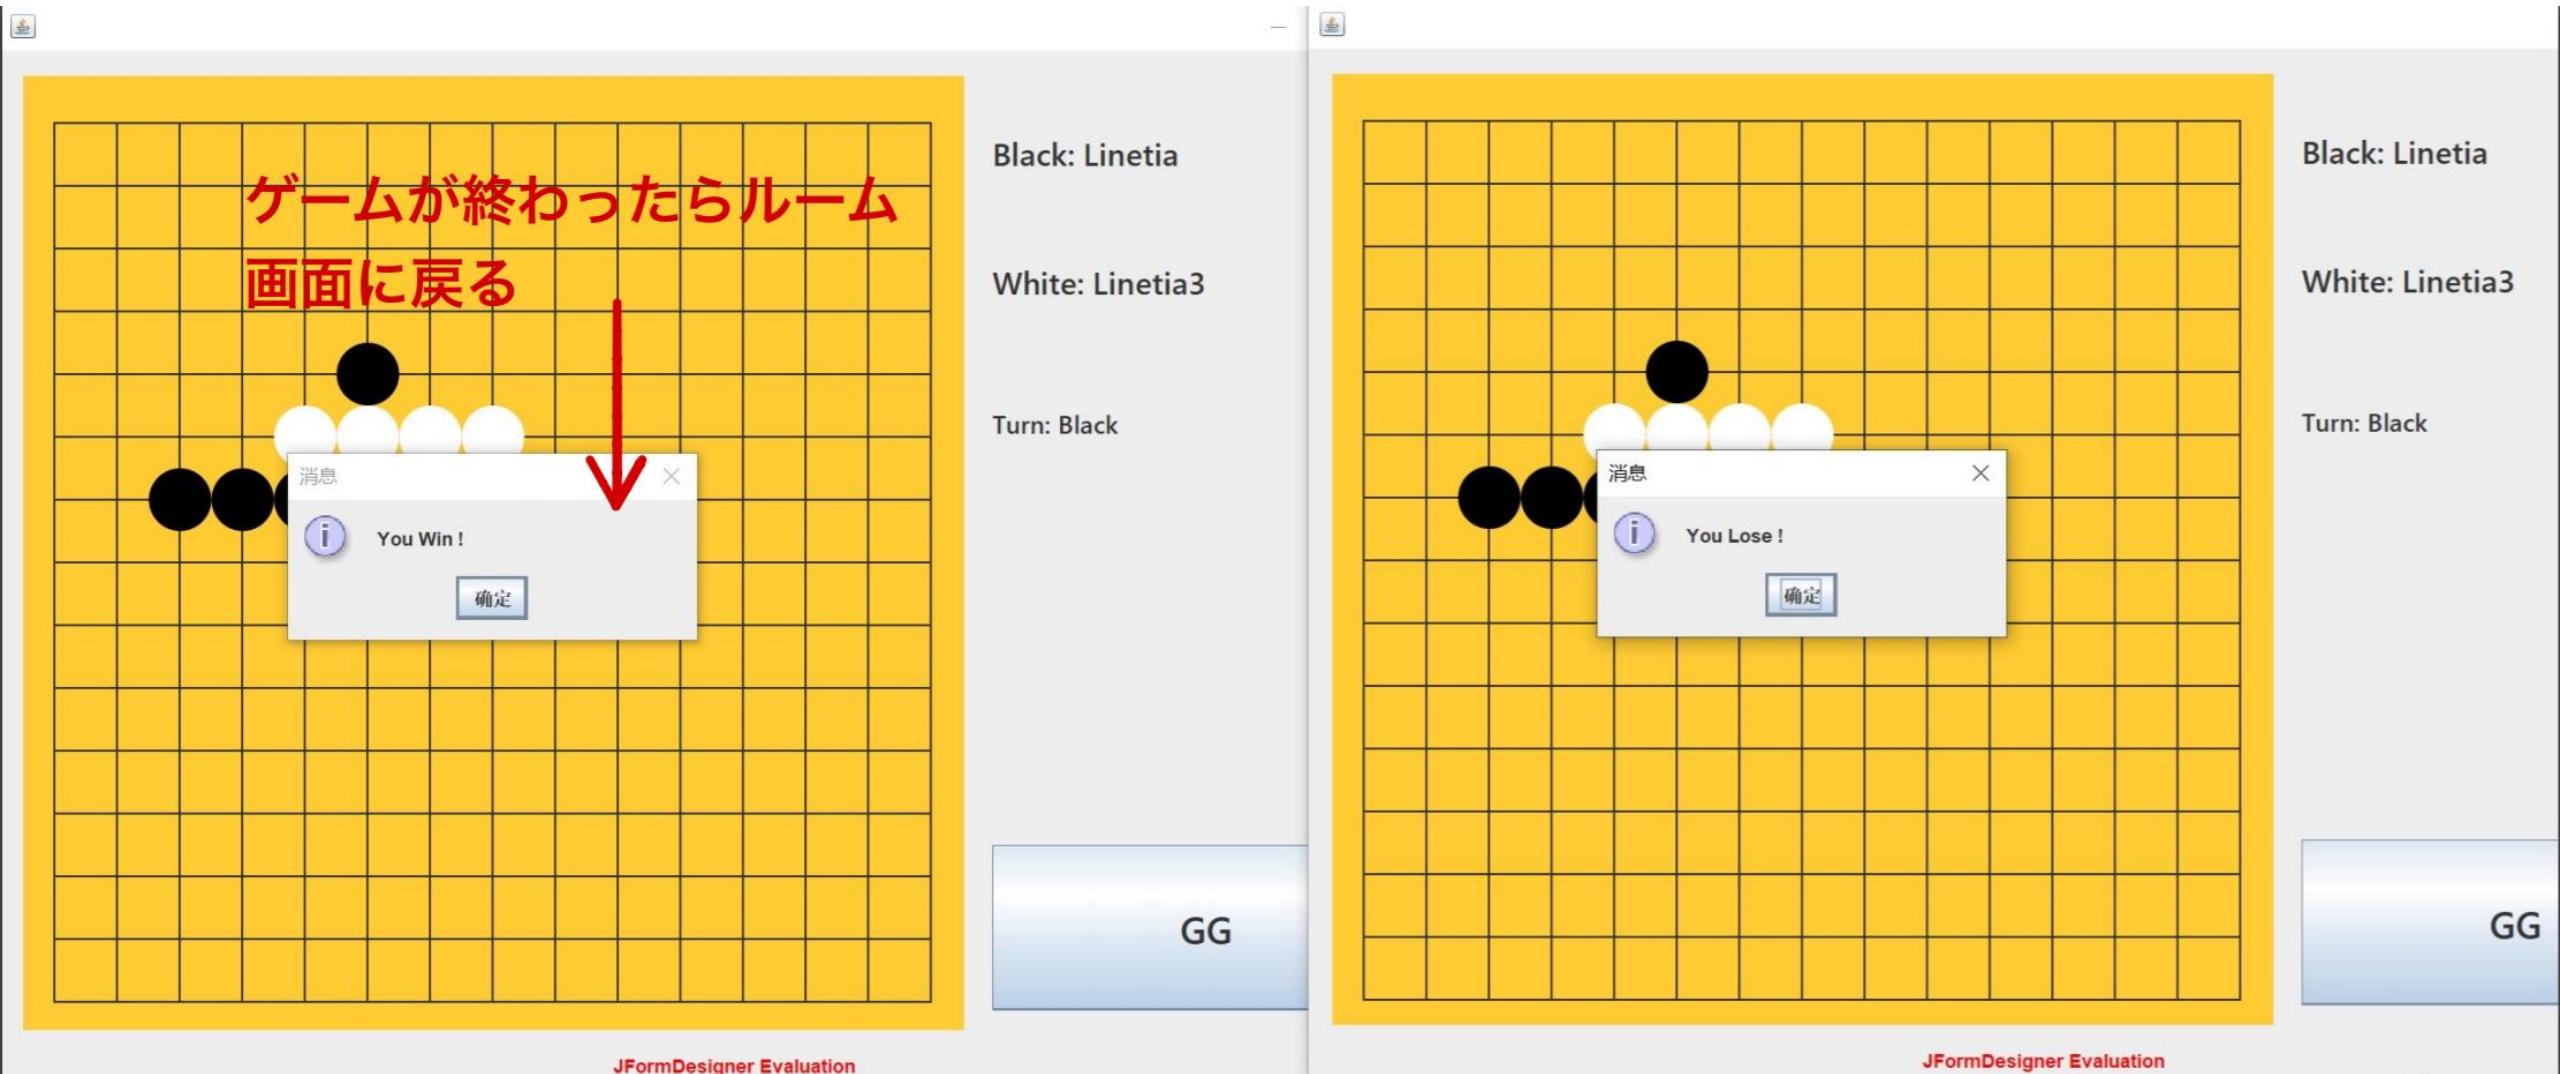 ゲームが終わったらルーム
画面に戻る
Black: Linetia
White: Linetia3
Turn: Black
消息
i
You Win !
确定
GG
JFormDesigner Evaluation
Black: Linetia
White: Linetia3
Turn: Black
消息
i
You Lose !
确定
GG
JFormDesigner Evaluation